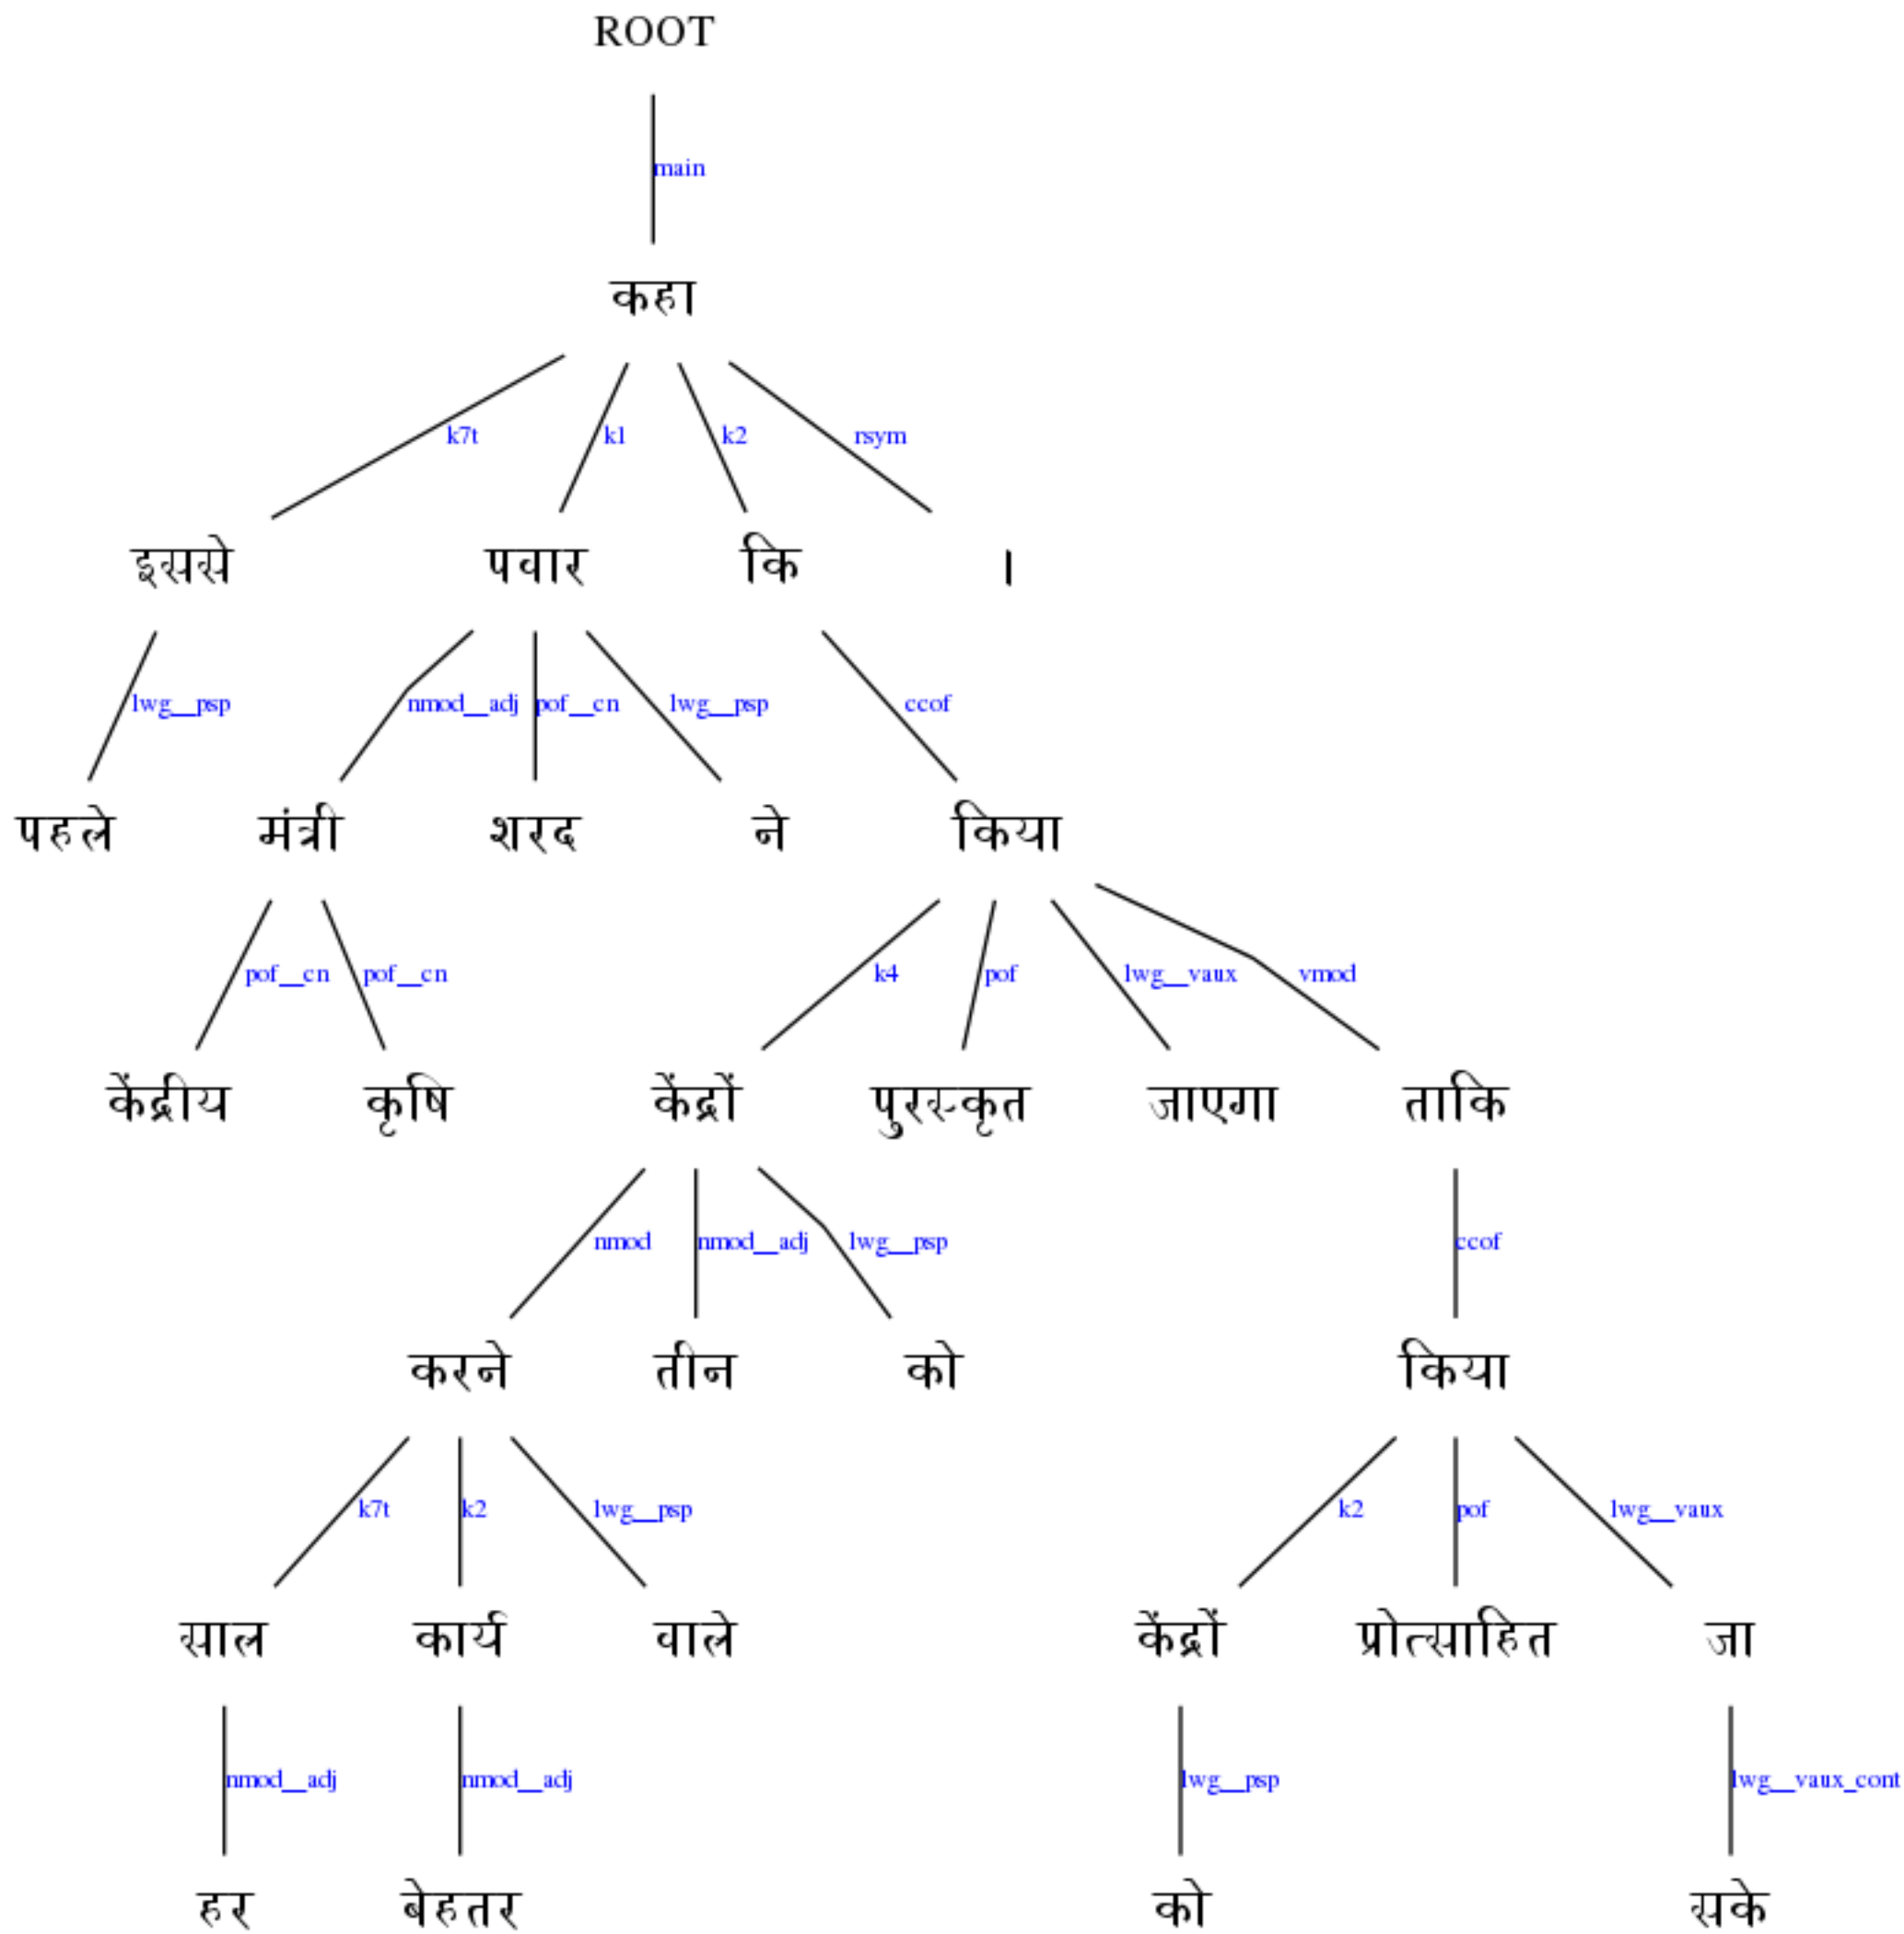 ROOT
main
कहा
k7t k1 k2 rsym
इससे पवार कि ।
lwg__psp nmod__adj pof__cn lwg__psp ccof
पहले मंत्री शरद ने किया
pof__cn pof__cn k4 pof lwg__vaux vmod
केंद्रीय कृषि केंद्रों पुरस्कृत जाएगा ताकि
nmod nmod__adj lwg__psp ccof
करने तीन को किया
k7t k2 lwg__psp k2 pof lwg__vaux
साल कार्य वाले केंद्रों प्रोत्साहित जा
nmod__adj nmod__adj lwg__psp lwg__vaux_cont
हर बेहतर को सके